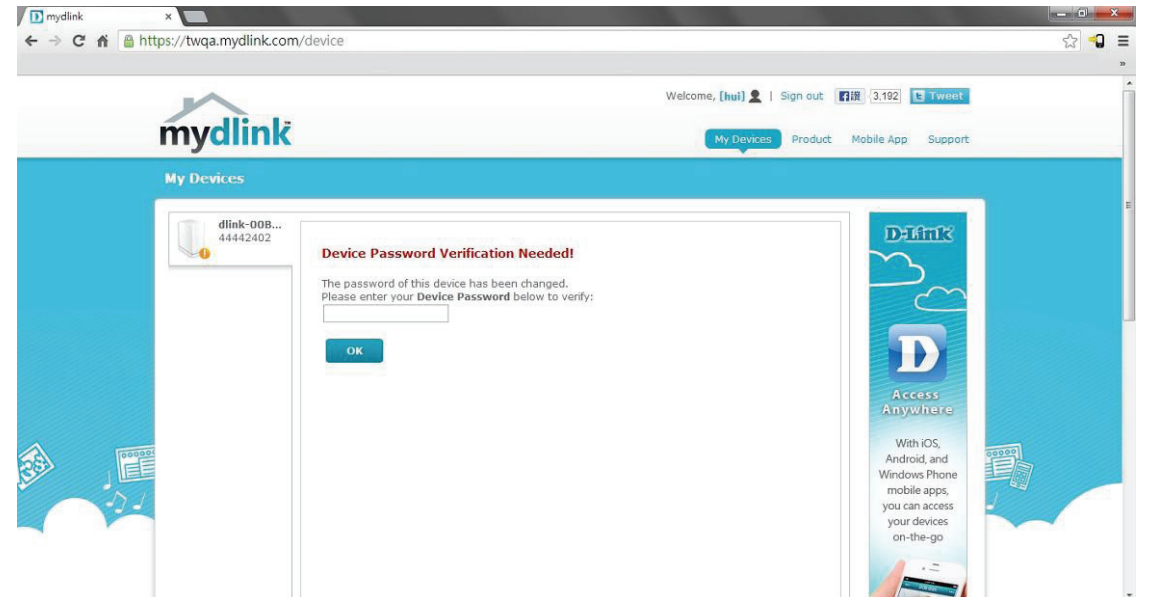 mydlink
https://twqa.mydlink.com/device
Welcome, [hui] | Sign out 讚 3,192 Tweet
mydlink
My Devices Product Mobile App Support
My Devices
dlink-00B...
44442402
Device Password Verification Needed!
The password of this device has been changed.
Please enter your Device Password below to verify:
OK
D-Link
D
Access
Anywhere
With iOS,
Android, and
Windows Phone
mobile apps,
you can access
your devices
on-the-go